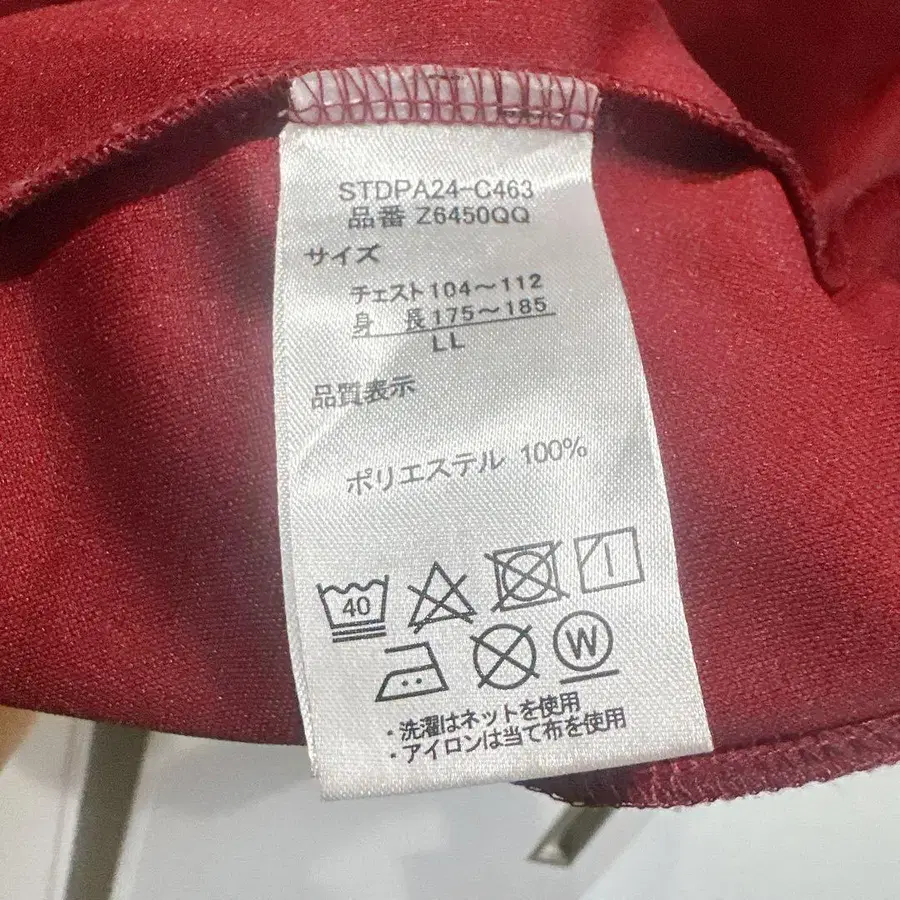 STDPA24-C463
品番 Z6450QQ
サイズ
チェスト104～112
身 長175～185
LL
品質表示
ポリエステル 100%
40
W
・洗濯はネットを使用
・アイロンは当て布を使用